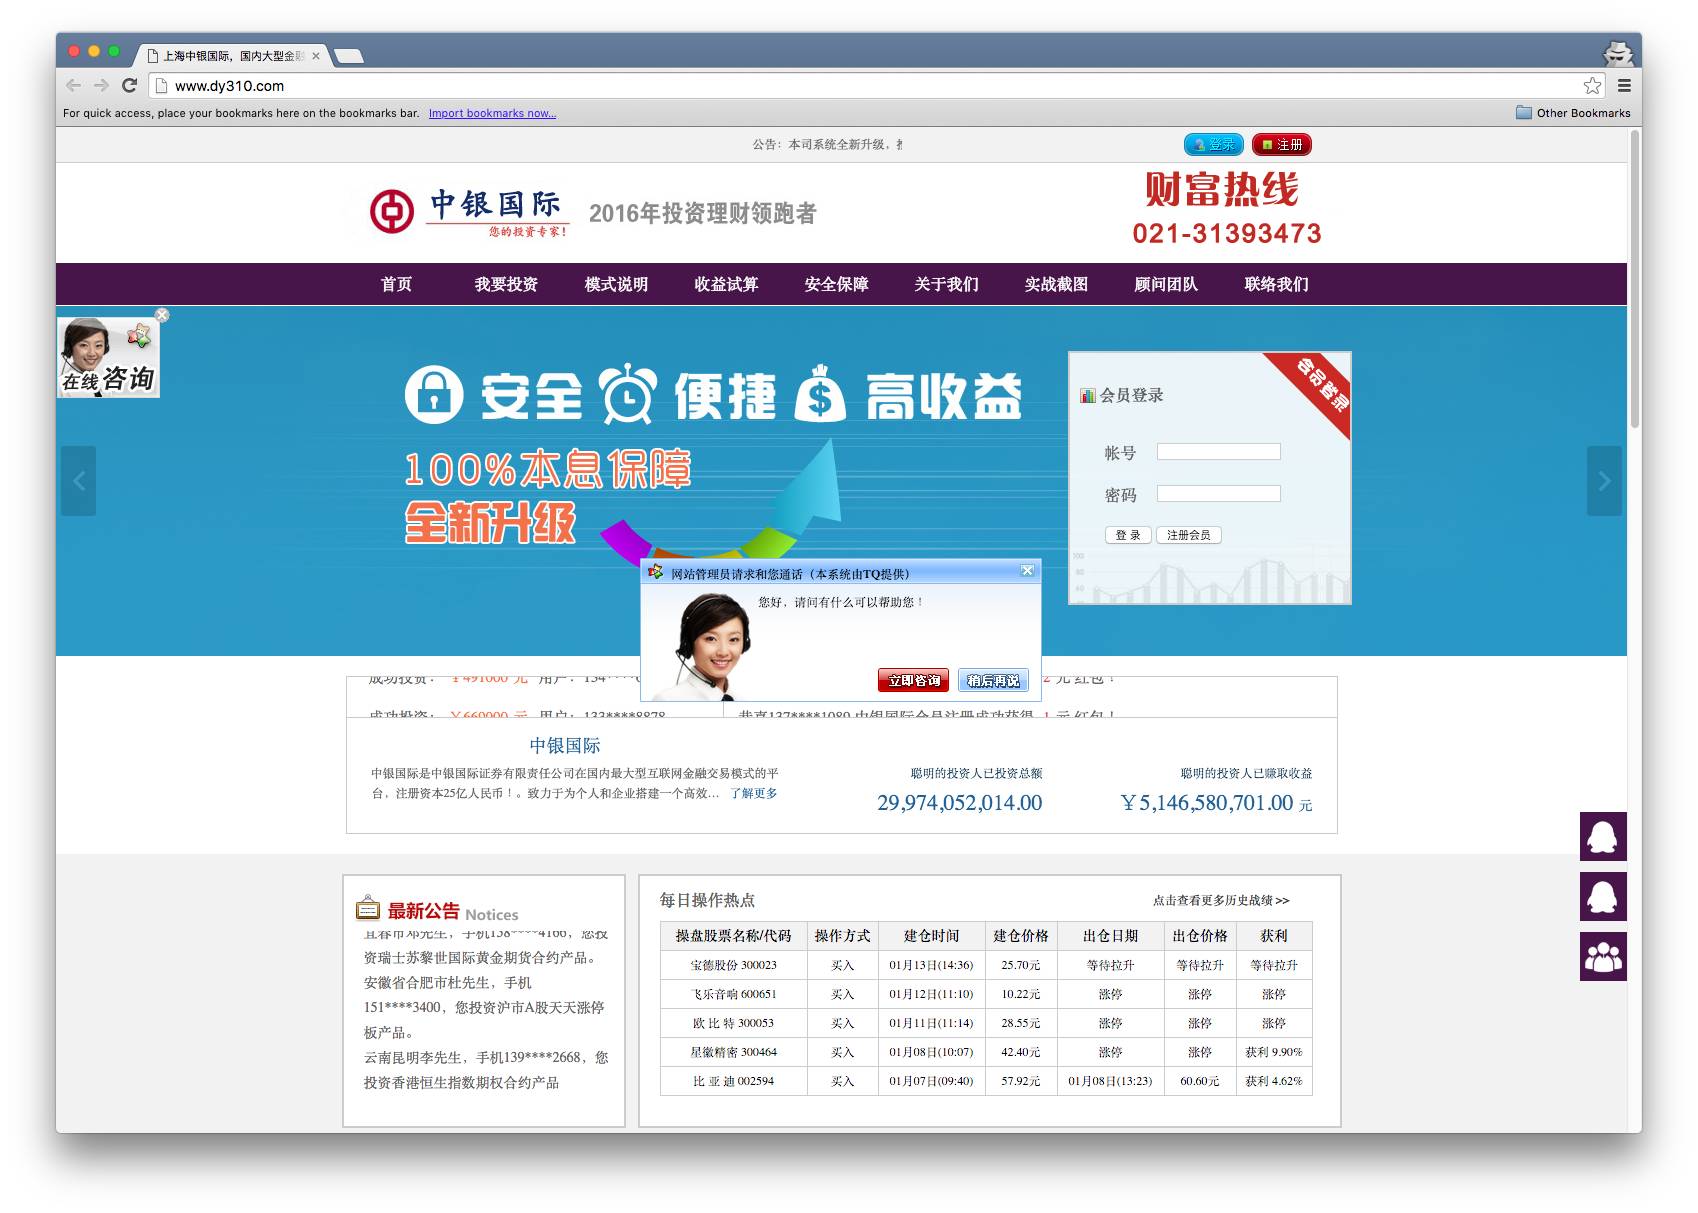 上海中银国际，国内大型金融
www.dy310.com
For quick access, place your bookmarks here on the bookmarks bar. Import bookmarks now...
Other Bookmarks
公告：本司系统全新升级，
登录
注册
中银国际
您的投资专家！
2016年投资理财领跑者
财富热线
021-31393473
首页 我要投资 模式说明 收益试算 安全保障 关于我们 实战截图 顾问团队 联络我们
在线咨询
安全 便捷 高收益
100%本息保障
全新升级
会员登录
会员登录
帐号
密码
登 录 注册会员
网站管理员请求和您通话（本系统由TQ提供）
您好，请问有什么可以帮助您！
立即咨询 稍后再说
成功投资： ￥491000 元 用户：
2 元 红包！
成功投资： ￥669000 元 用户：133****8878
恭喜137****1089 中银国际会员注册成功获得 1 元 红包！
中银国际
中银国际是中银国际证券有限责任公司在国内最大型互联网金融交易模式的平
台，注册资本25亿人民币！。致力于为个人和企业搭建一个高效... 了解更多
聪明的投资人已投资总额
29,974,052,014.00
聪明的投资人已赚取收益
￥5,146,580,701.00 元
最新公告 Notices
宜春市邓先生，手机138****4166，您投
资瑞士苏黎世国际黄金期货合约产品。
安徽省合肥市杜先生，手机
151****3400，您投资沪市A股天天涨停
板产品。
云南昆明李先生，手机139****2668，您
投资香港恒生指数期权合约产品
每日操作热点
点击查看更多历史战绩 >>
操盘股票名称/代码 操作方式 建仓时间 建仓价格 出仓日期 出仓价格 获利
宝德股份 300023 买入 01月13日(14:36) 25.70元 等待拉升 等待拉升 等待拉升
飞乐音响 600651 买入 01月12日(11:10) 10.22元 涨停 涨停 涨停
欧 比 特 300053 买入 01月11日(11:14) 28.55元 涨停 涨停 涨停
星徽精密 300464 买入 01月08日(10:07) 42.40元 涨停 涨停 获利 9.90%
比 亚 迪 002594 买入 01月07日(09:40) 57.92元 01月08日(13:23) 60.60元 获利 4.62%